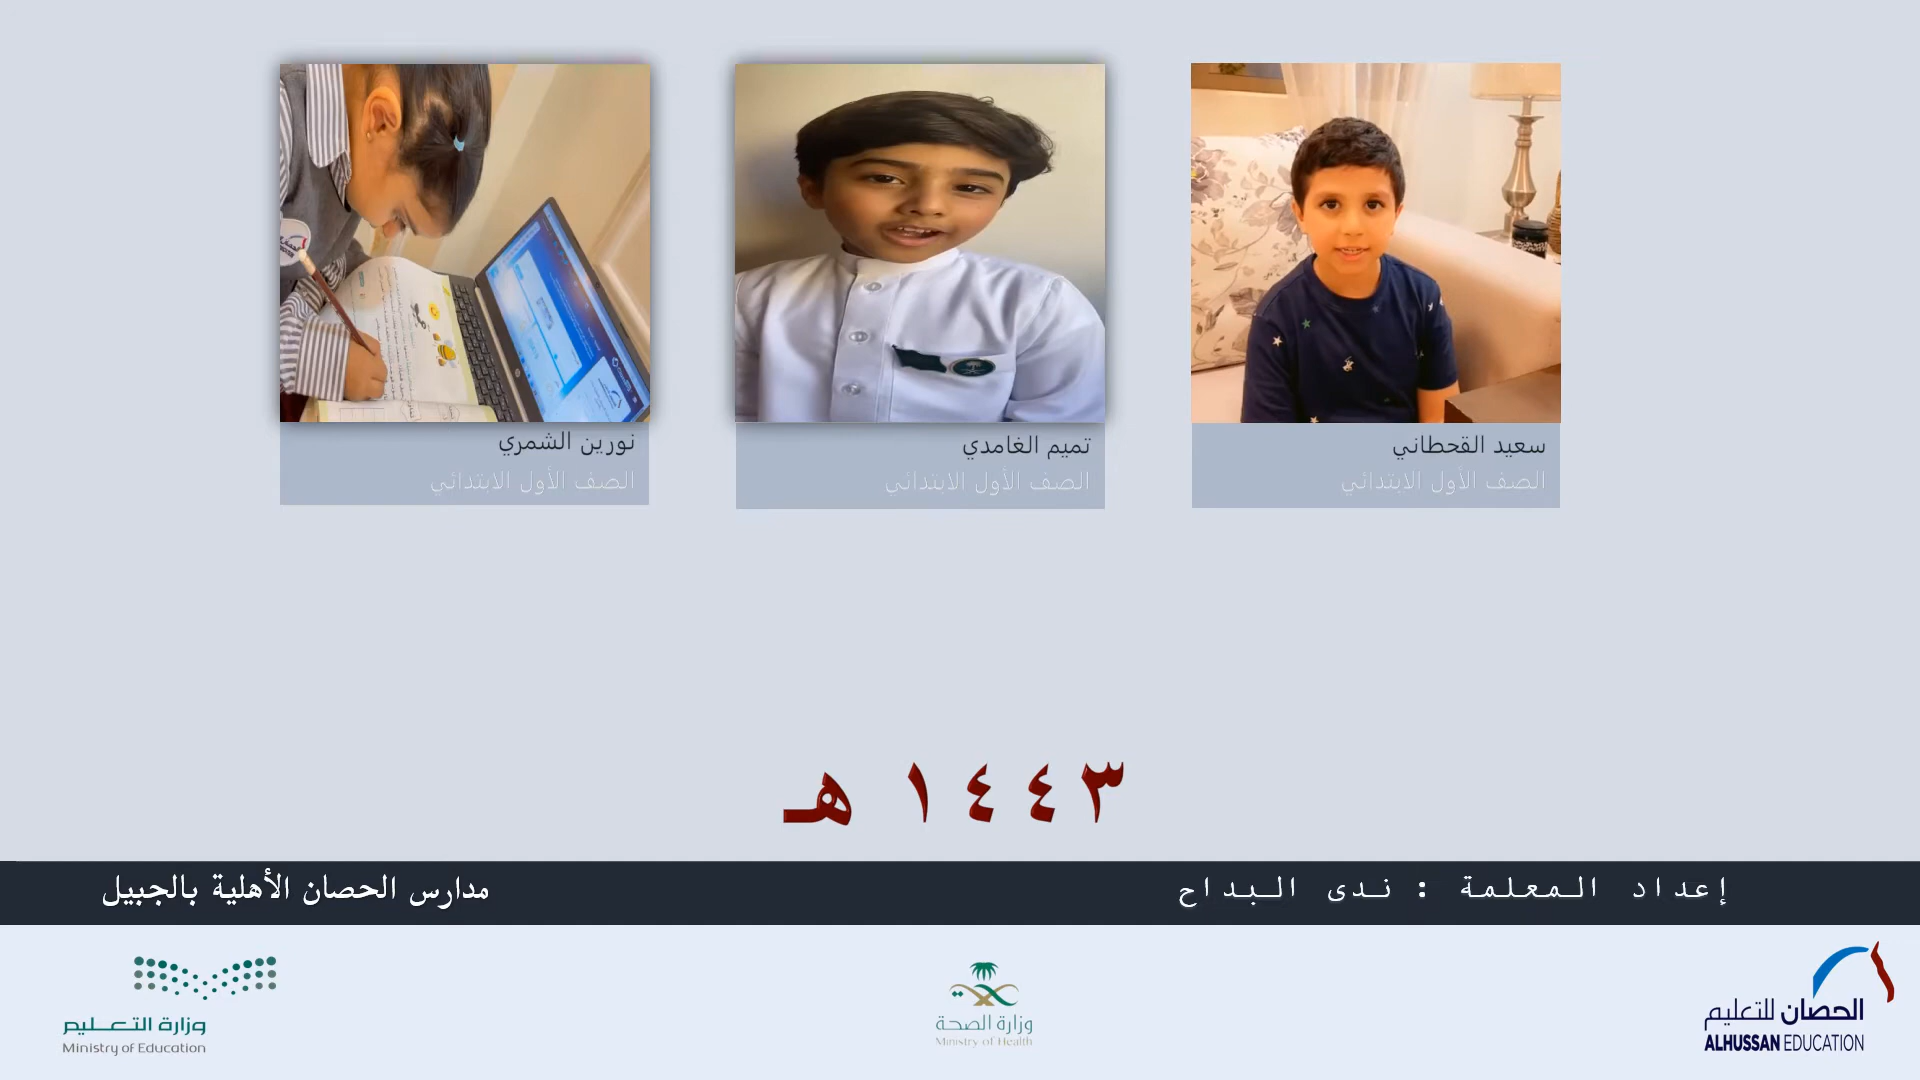 سعيد القحطاني
الصف الأول الابتدائي
تميم الغامدي
الصف الأول الابتدائي
نورين الشمري
الصف الأول الابتدائي
١٤٤٣ هـ
إعداد المعلمة : ندى البداح
مدارس الحصان الأهلية بالجبيل
الحصان للتعليم
ALHUSSAN EDUCATION
وزارة الصحة
Ministry of Health
وزارة التعـليم
Ministry of Education